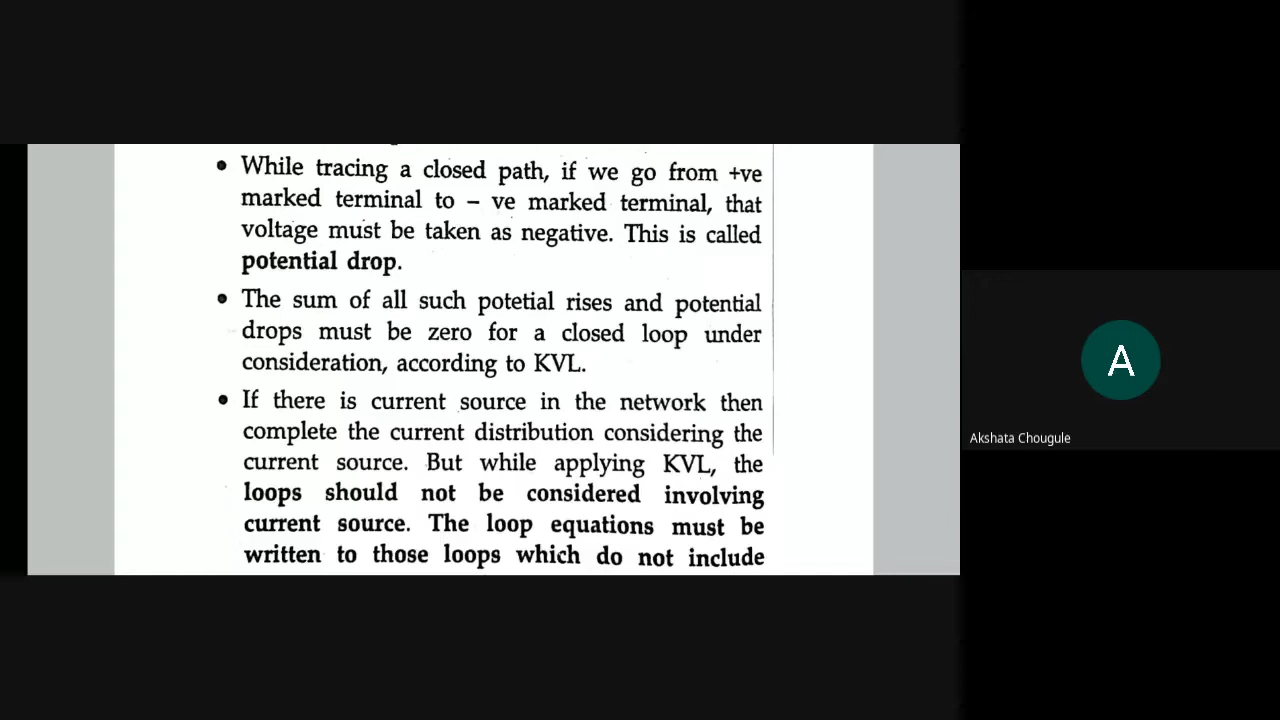 • While tracing a closed path, if we go from +ve
marked terminal to – ve marked terminal, that
voltage must be taken as negative. This is called
potential drop.
• The sum of all such potetial rises and potential
drops must be zero for a closed loop under
consideration, according to KVL.
• If there is current source in the network then
complete the current distribution considering the
current source. But while applying KVL, the
loops should not be considered involving
current source. The loop equations must be
written to those loops which do not include
A
Akshata Chougule